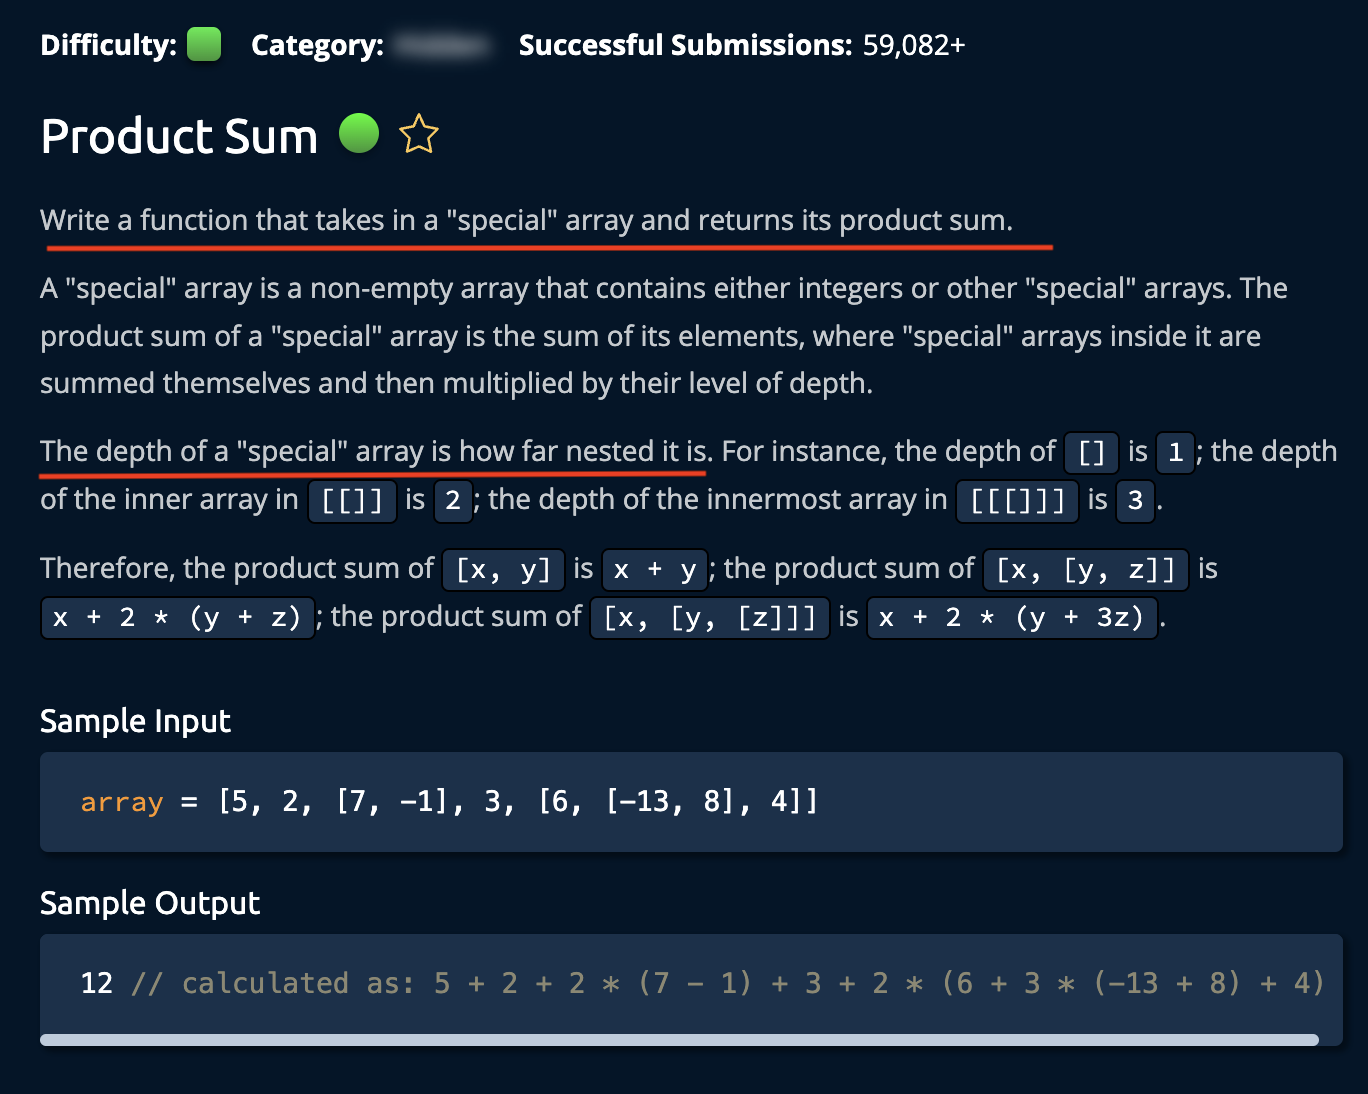 Difficulty: Category: Successful Submissions: 59,082+
Product Sum
Write a function that takes in a "special" array and returns its product sum.
A "special" array is a non-empty array that contains either integers or other "special" arrays. The
product sum of a "special" array is the sum of its elements, where "special" arrays inside it are
summed themselves and then multiplied by their level of depth.
The depth of a "special" array is how far nested it is. For instance, the depth of [] is 1; the depth
of the inner array in [[]] is 2; the depth of the innermost array in [[[]]] is 3.
Therefore, the product sum of [x, y] is x + y; the product sum of [x, [y, z]] is
x + 2 * (y + z); the product sum of [x, [y, [z]]] is x + 2 * (y + 3z).
Sample Input
array = [5, 2, [7, -1], 3, [6, [-13, 8], 4]]
Sample Output
12 // calculated as: 5 + 2 + 2 * (7 - 1) + 3 + 2 * (6 + 3 * (-13 + 8) + 4)